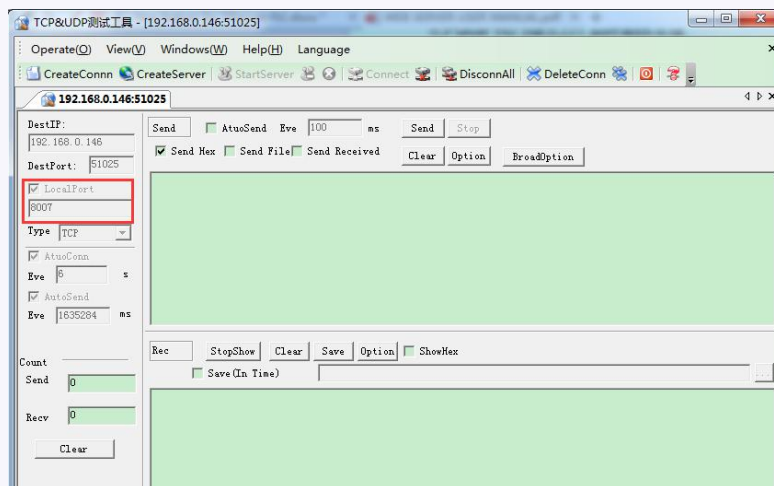 TCP&UDP测试工具 - [192.168.0.146:51025]
Operate(O) View(V) Windows(W) Help(H) Language
CreateConnn CreateServer StartServer Connect DisconnAll DeleteConn
192.168.0.146:51025
DestIP:
192.168.0.146
DestPort: 51025
LocalPort
8007
Type TCP
AtuoConn
Eve 6 s
AutoSend
Eve 1635284 ms
Count
Send 0
Recv 0
Clear
Send AtuoSend Eve 100 ms Send Stop
Send Hex Send File Send Received Clear Option BroadOption
Rec StopShow Clear Save Option ShowHex
Save(In Time) ...